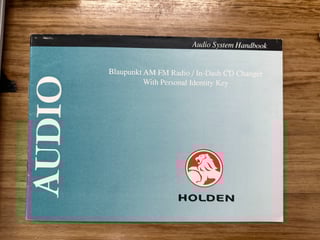 Audio System Handbook
Blaupunkt AM/FM Radio / In-Dash CD Changer
With Personal Identity Key
AUDIO
HOLDEN